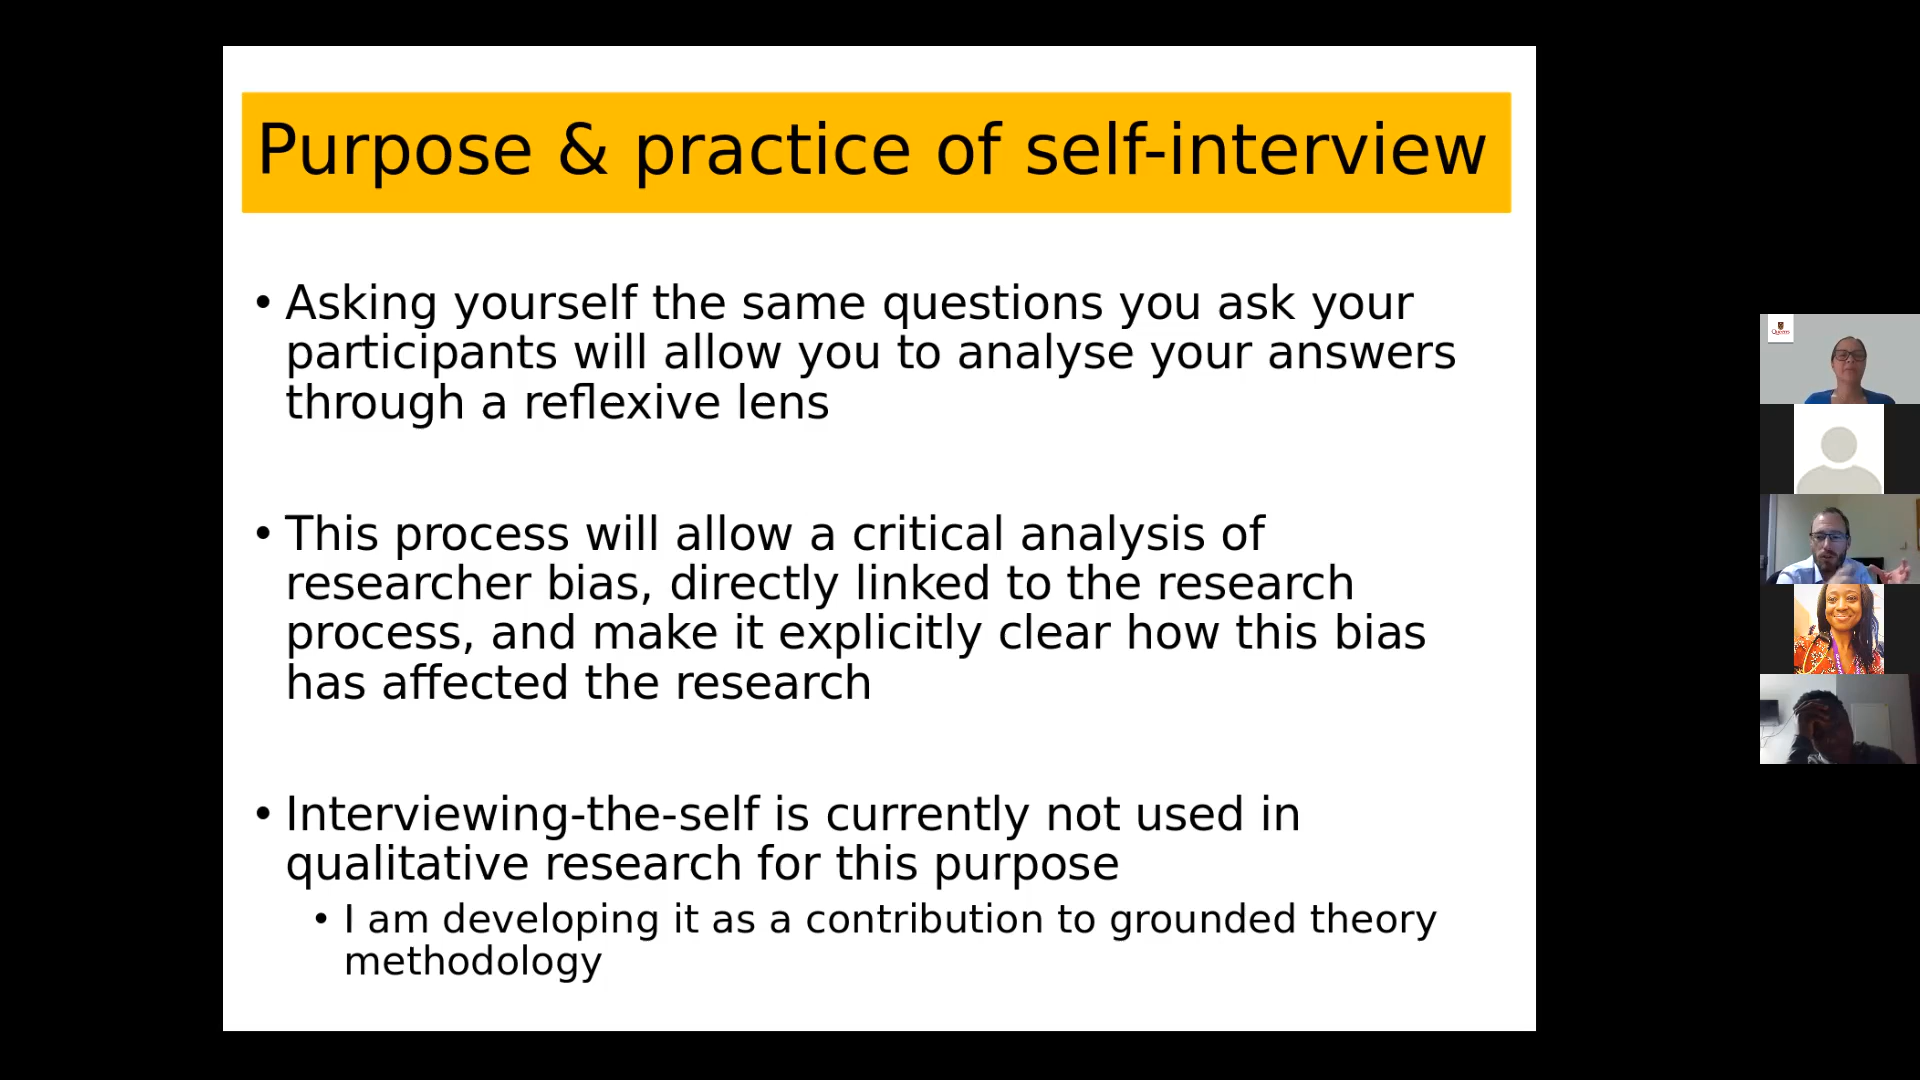 Purpose & practice of self-interview
• Asking yourself the same questions you ask your
participants will allow you to analyse your answers
through a reflexive lens
• This process will allow a critical analysis of
researcher bias, directly linked to the research
process, and make it explicitly clear how this bias
has affected the research
• Interviewing-the-self is currently not used in
qualitative research for this purpose
• I am developing it as a contribution to grounded theory
methodology
Queen's